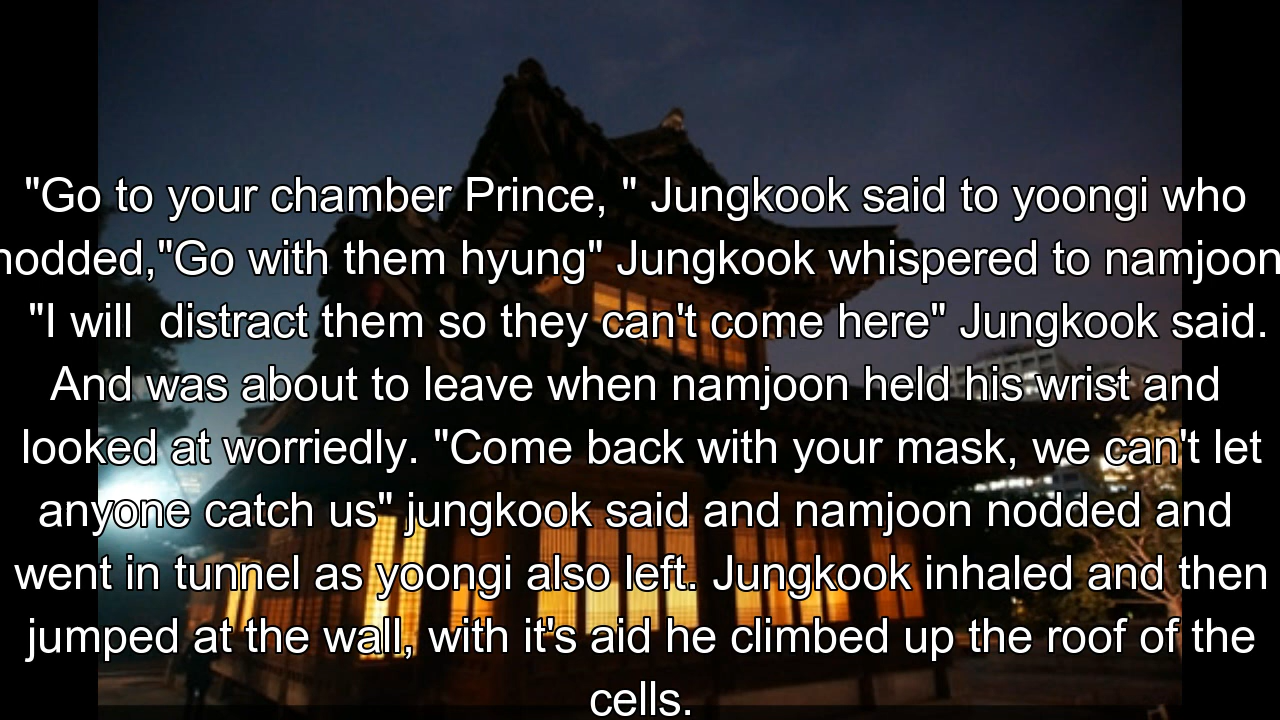 "Go to your chamber Prince, " Jungkook said to yoongi who
nodded,"Go with them hyung" Jungkook whispered to namjoon
"I will  distract them so they can't come here" Jungkook said.
And was about to leave when namjoon held his wrist and
looked at worriedly. "Come back with your mask, we can't let
anyone catch us" jungkook said and namjoon nodded and
went in tunnel as yoongi also left. Jungkook inhaled and then
jumped at the wall, with it's aid he climbed up the roof of the
cells.